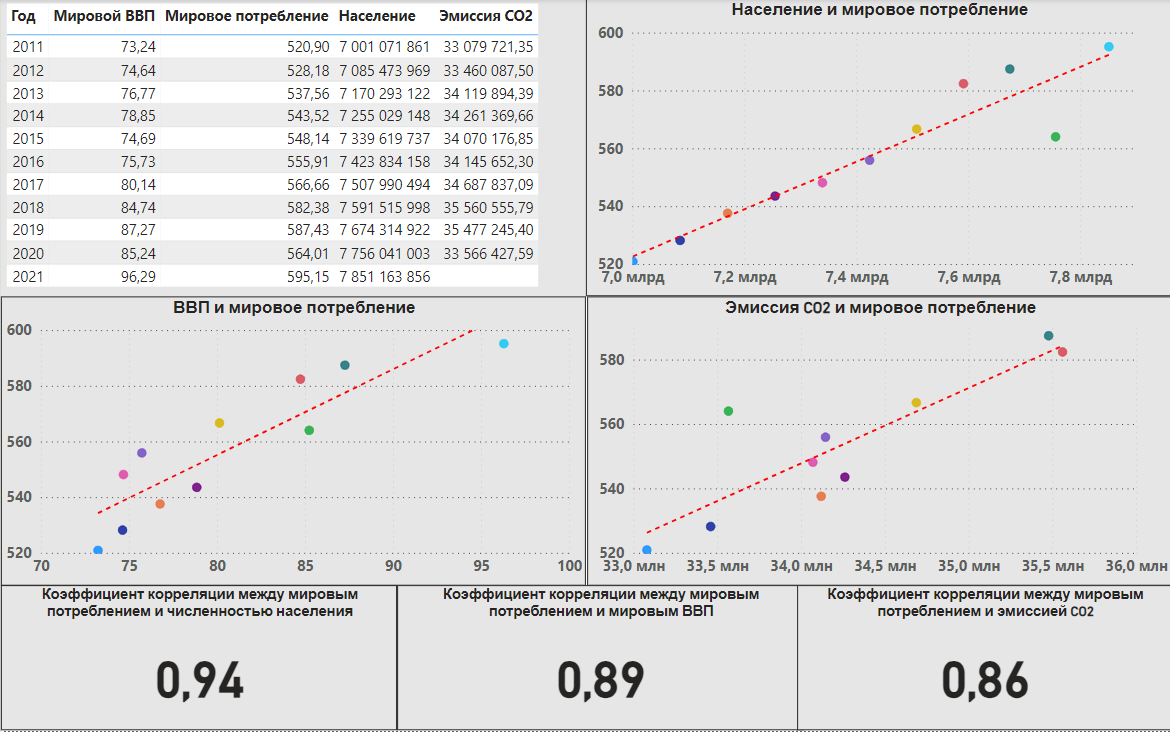 Год Мировой ВВП Мировое потребление Население Эмиссия CO2
2011 73,24 520,90 7 001 071 861 33 079 721,35
2012 74,64 528,18 7 085 473 969 33 460 087,50
2013 76,77 537,56 7 170 293 122 34 119 894,39
2014 78,85 543,52 7 255 029 148 34 261 369,66
2015 74,69 548,14 7 339 619 737 34 070 176,85
2016 75,73 555,91 7 423 834 158 34 145 652,30
2017 80,14 566,66 7 507 990 494 34 687 837,09
2018 84,74 582,38 7 591 515 998 35 560 555,79
2019 87,27 587,43 7 674 314 922 35 477 245,40
2020 85,24 564,01 7 756 041 003 33 566 427,59
2021 96,29 595,15 7 851 163 856
Население и мировое потребление
600
580
560
540
520
7,0 млрд 7,2 млрд 7,4 млрд 7,6 млрд 7,8 млрд
ВВП и мировое потребление
600
580
560
540
520
70 75 80 85 90 95 100
Эмиссия CO2 и мировое потребление
580
560
540
520
33,0 млн 33,5 млн 34,0 млн 34,5 млн 35,0 млн 35,5 млн 36,0 млн
Коэффициент корреляции между мировым
потреблением и численностью населения
0,94
Коэффициент корреляции между мировым
потреблением и мировым ВВП
0,89
Коэффициент корреляции между мировым
потреблением и эмиссией CO2
0,86